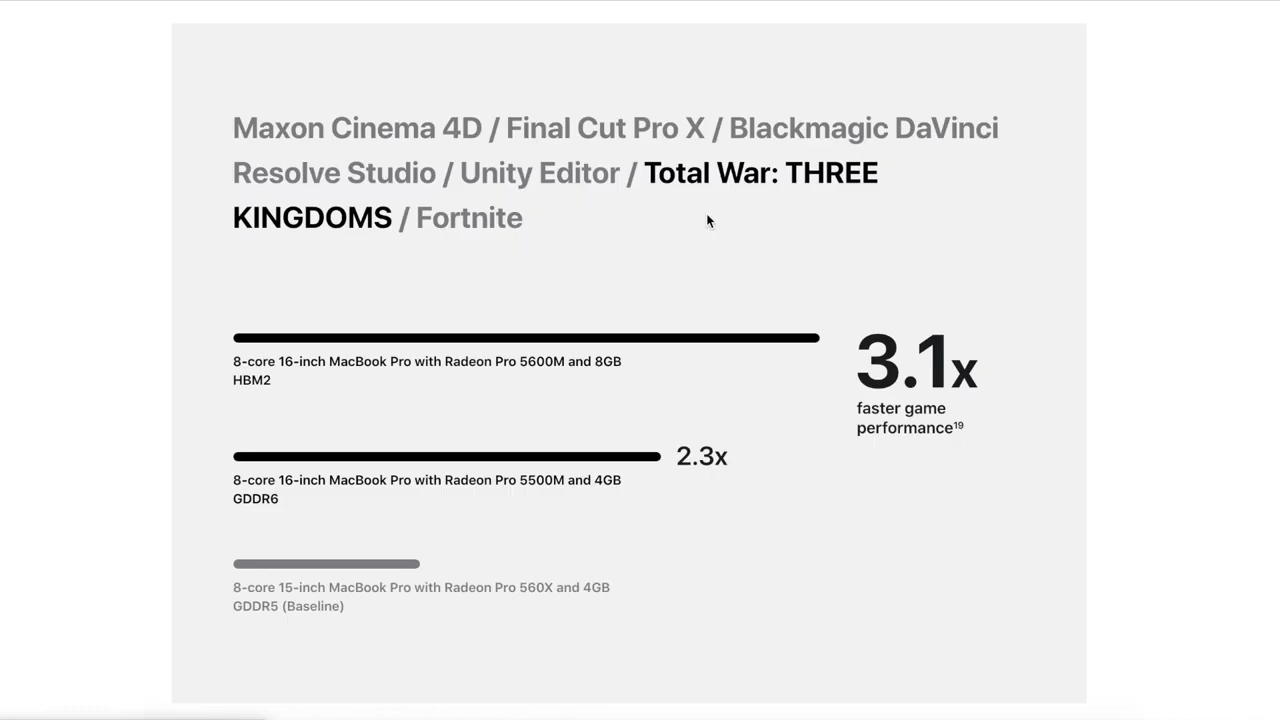 Maxon Cinema 4D / Final Cut Pro X / Blackmagic DaVinci
Resolve Studio / Unity Editor / Total War: THREE
KINGDOMS / Fortnite
8-core 16-inch MacBook Pro with Radeon Pro 5600M and 8GB
HBM2
3.1x
faster game
performance¹⁹
2.3x
8-core 16-inch MacBook Pro with Radeon Pro 5500M and 4GB
GDDR6
8-core 15-inch MacBook Pro with Radeon Pro 560X and 4GB
GDDR5 (Baseline)